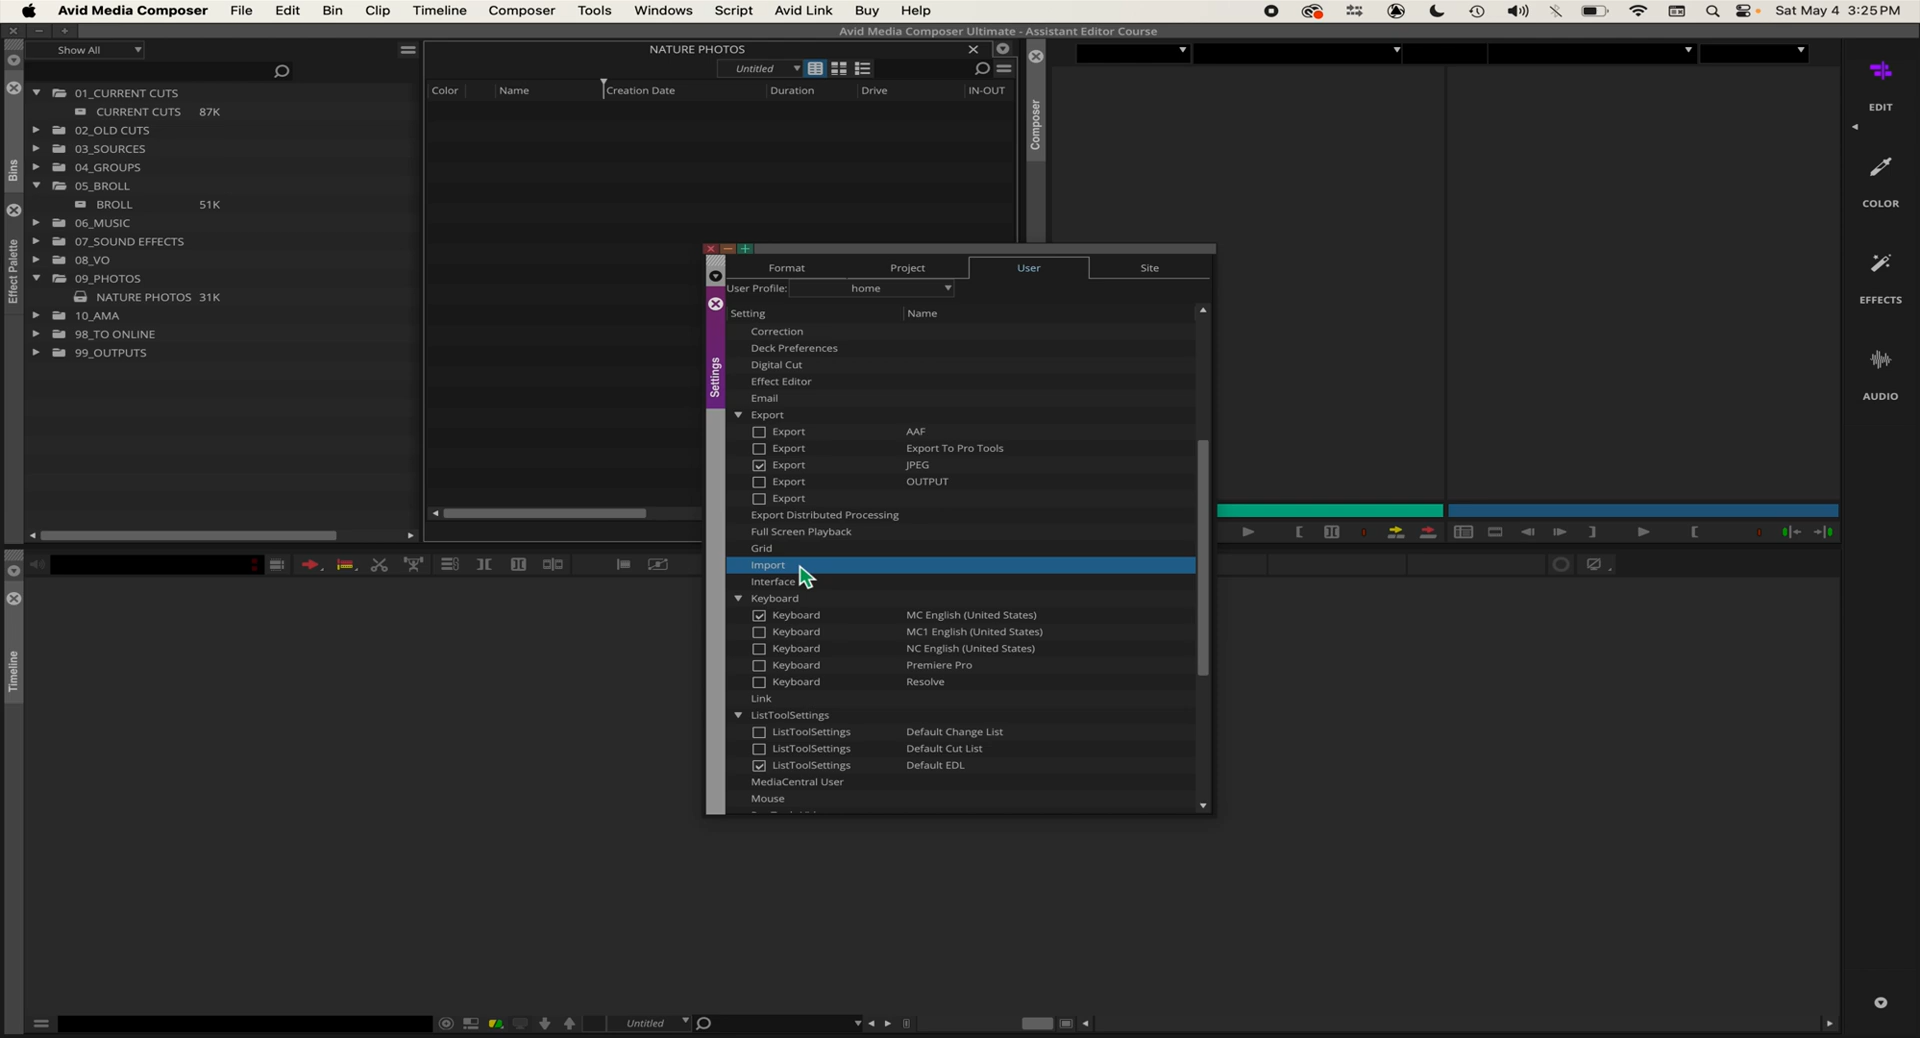 Avid Media Composer File Edit Bin Clip Timeline Composer Tools Windows Script Avid Link Buy Help Sat May 4 3:25 PM
Avid Media Composer Ultimate - Assistant Editor Course
Show All
Bins
Effect Palette
01_CURRENT CUTS
CURRENT CUTS 87K
02_OLD CUTS
03_SOURCES
04_GROUPS
05_BROLL
BROLL 51K
06_MUSIC
07_SOUND EFFECTS
08_VO
09_PHOTOS
NATURE PHOTOS 31K
10_AMA
98_TO ONLINE
99_OUTPUTS
NATURE PHOTOS
Untitled
Color Name Creation Date Duration Drive IN-OUT
Composer
EDIT
COLOR
EFFECTS
AUDIO
Settings
Format Project User Site
User Profile: home
Setting Name
Correction
Deck Preferences
Digital Cut
Effect Editor
Email
Export
Export AAF
Export Export To Pro Tools
Export JPEG
Export OUTPUT
Export
Export Distributed Processing
Full Screen Playback
Grid
Import
Interface
Keyboard
Keyboard MC English (United States)
Keyboard MC1 English (United States)
Keyboard NC English (United States)
Keyboard Premiere Pro
Keyboard Resolve
Link
ListToolSettings
ListToolSettings Default Change List
ListToolSettings Default Cut List
ListToolSettings Default EDL
MediaCentral User
Mouse
Timeline
Untitled